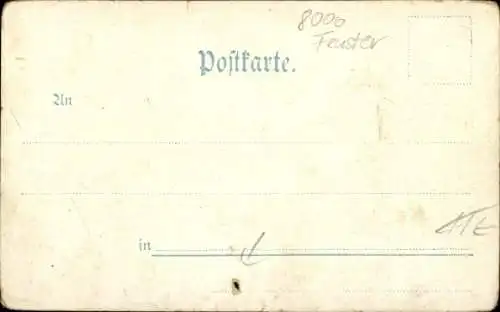 8000
Fenster
Postkarte.
An
in